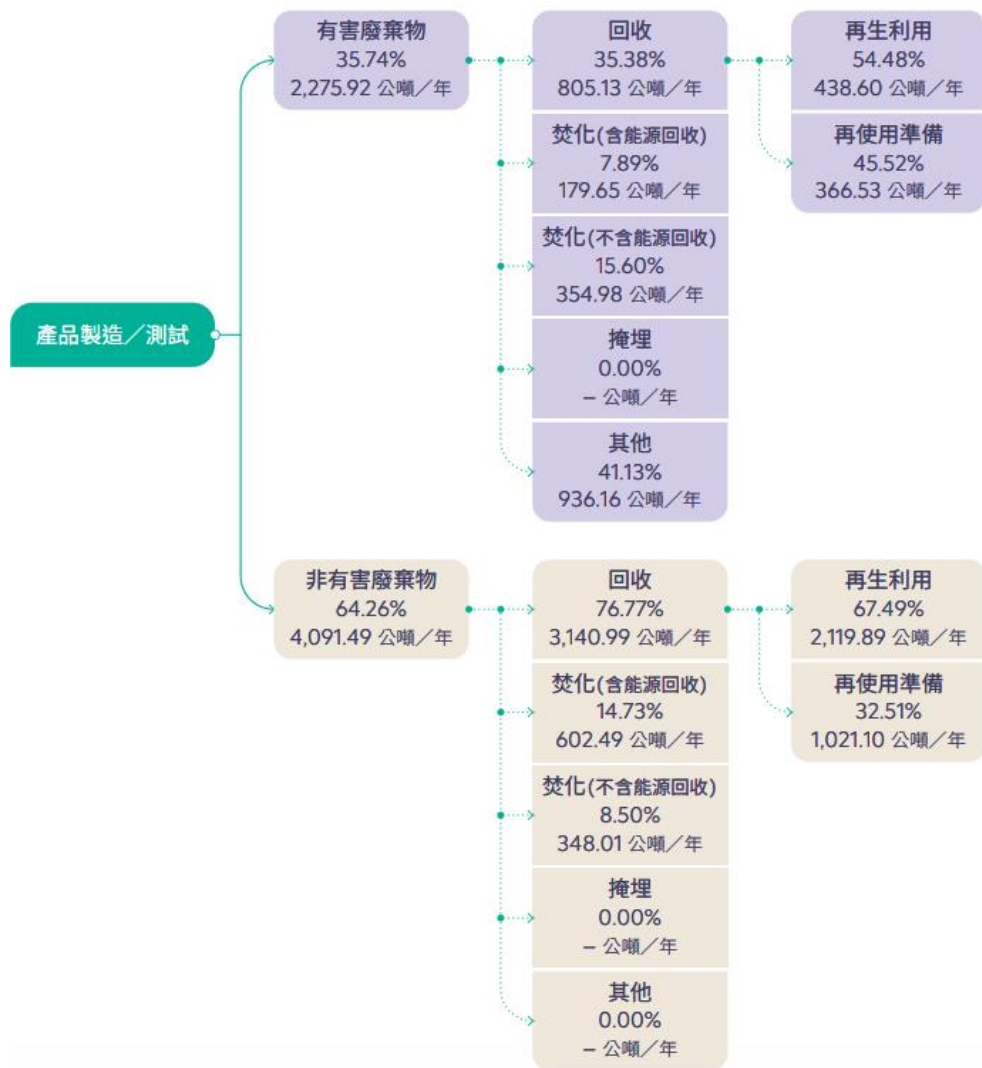 產品製造／測試
有害廢棄物
35.74%
2,275.92 公噸／年
回收
35.38%
805.13 公噸／年
再生利用
54.48%
438.60 公噸／年
再使用準備
45.52%
366.53 公噸／年
焚化(含能源回收)
7.89%
179.65 公噸／年
焚化(不含能源回收)
15.60%
354.98 公噸／年
掩埋
0.00%
– 公噸／年
其他
41.13%
936.16 公噸／年
非有害廢棄物
64.26%
4,091.49 公噸／年
回收
76.77%
3,140.99 公噸／年
再生利用
67.49%
2,119.89 公噸／年
再使用準備
32.51%
1,021.10 公噸／年
焚化(含能源回收)
14.73%
602.49 公噸／年
焚化(不含能源回收)
8.50%
348.01 公噸／年
掩埋
0.00%
– 公噸／年
其他
0.00%
– 公噸／年